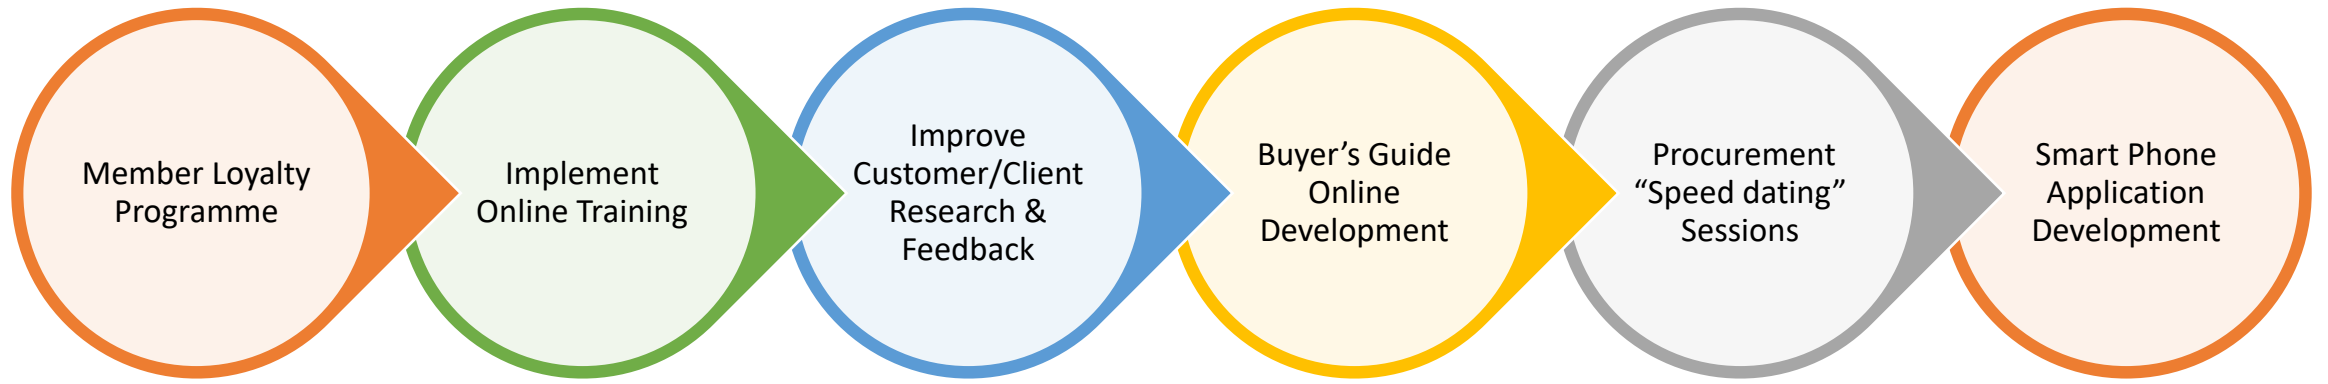 Member Loyalty
Programme
Implement
Online Training
Improve
Customer/Client
Research &
Feedback
Buyer’s Guide
Online
Development
Procurement
“Speed dating”
Sessions
Smart Phone
Application
Development